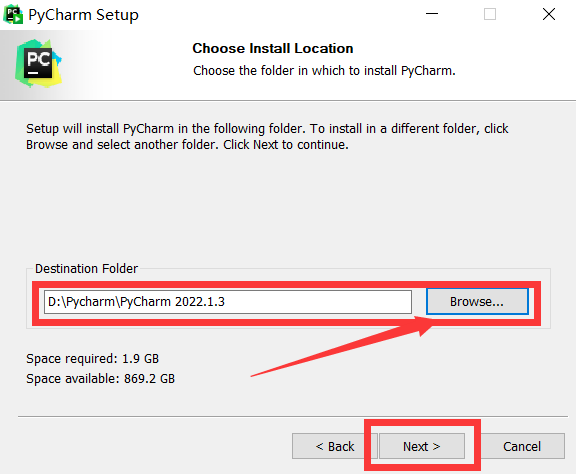 PyCharm Setup
PC
Choose Install Location
Choose the folder in which to install PyCharm.
Setup will install PyCharm in the following folder. To install in a different folder, click
Browse and select another folder. Click Next to continue.
Destination Folder
D:\Pycharm\PyCharm 2022.1.3
Browse...
Space required: 1.9 GB
Space available: 869.2 GB
< Back
Next >
Cancel